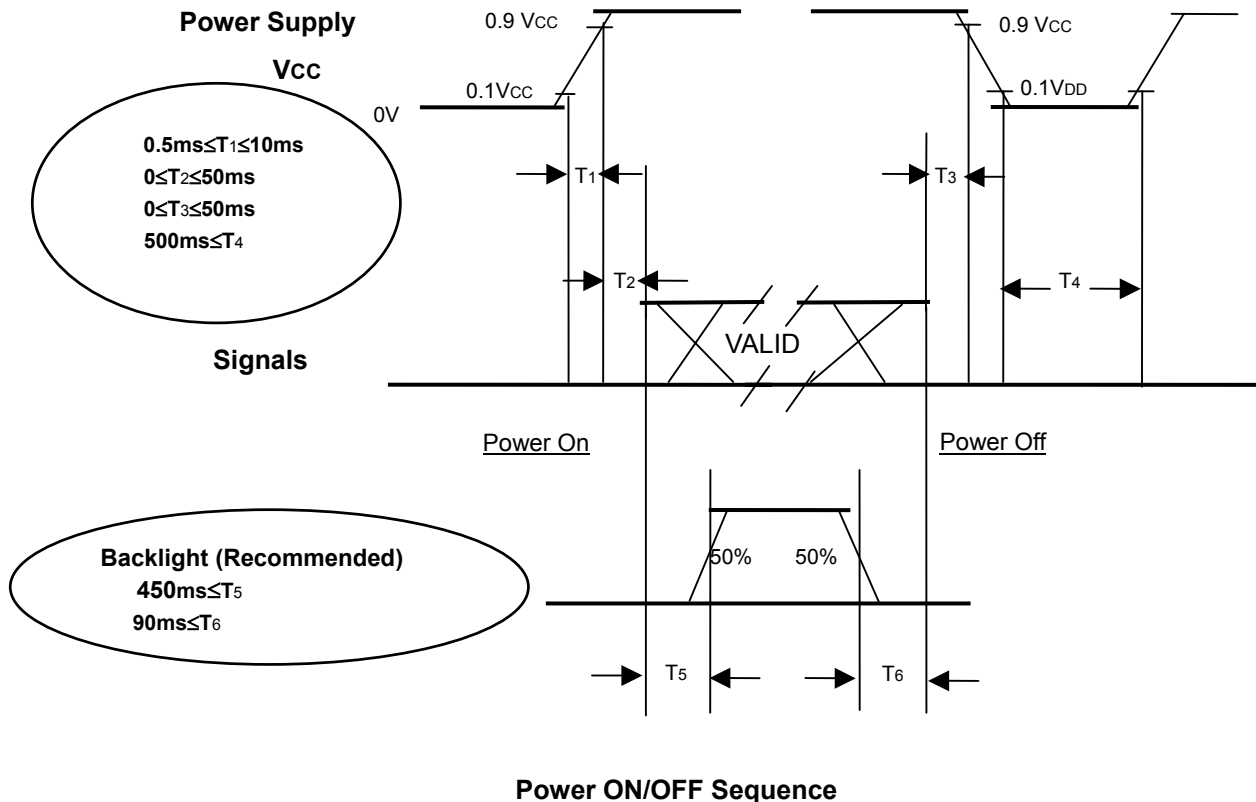 Power Supply
VCC
0.9 VCC
0.9 VCC
0.1VCC
0.1VDD
0V
0.5ms≤T1≤10ms
0≤T2≤50ms
0≤T3≤50ms
500ms≤T4
T1
T3
T2
T4
VALID
Signals
Power On
Power Off
Backlight (Recommended)
450ms≤T5
90ms≤T6
50%
50%
T5
T6
Power ON/OFF Sequence